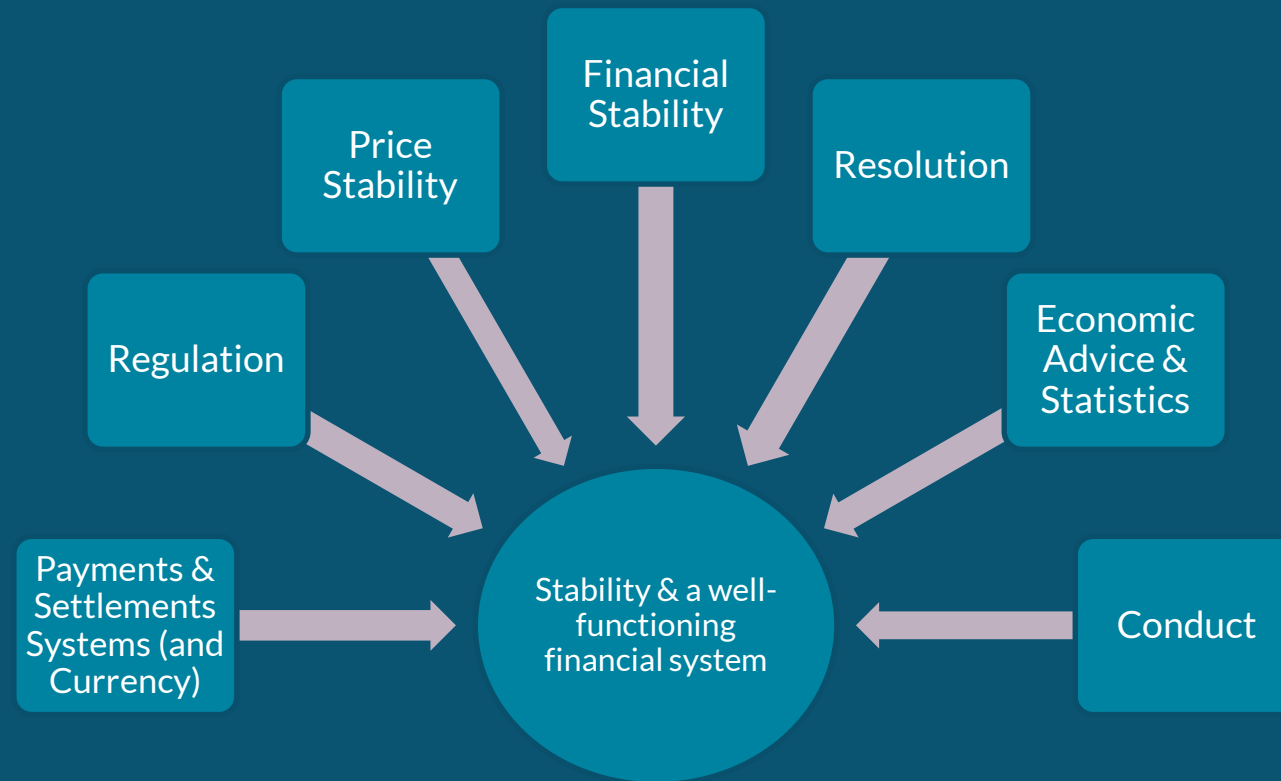 Financial
Stability
Price
Stability
Resolution
Regulation
Economic
Advice &
Statistics
Payments &
Settlements
Systems (and
Currency)
Stability & a well-
functioning
financial system
Conduct